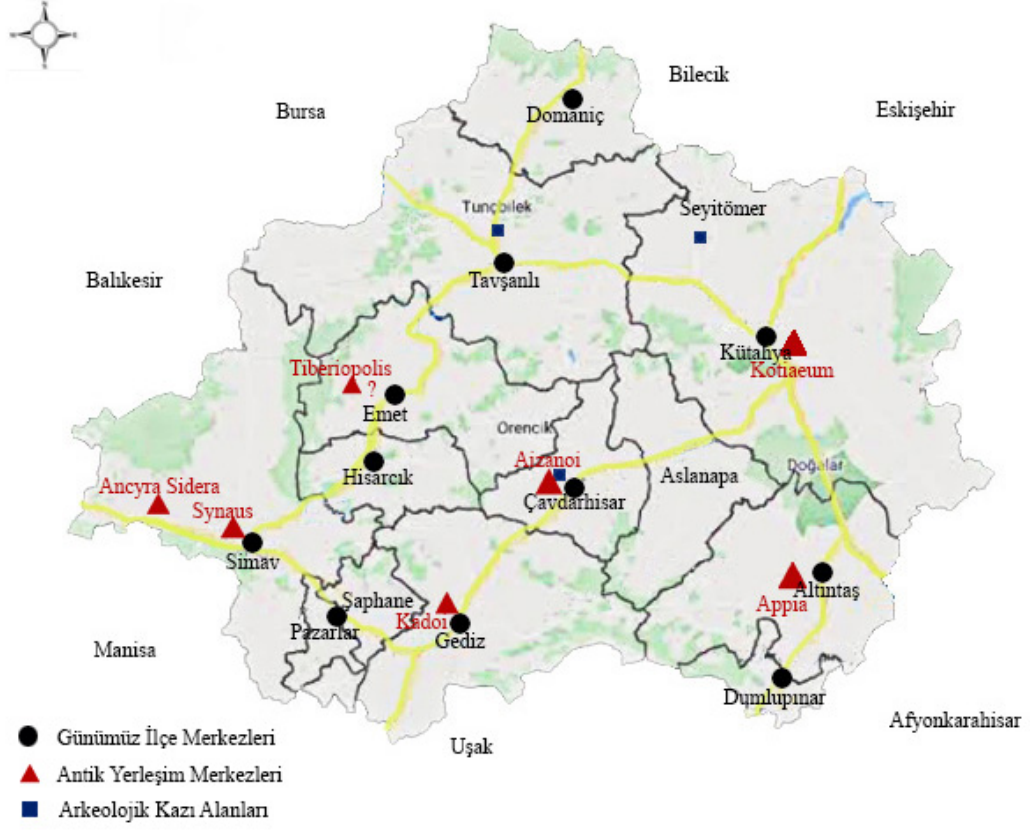 Bilecik
Bursa
Eskişehir
Domaniç
Tunçbilek
Seyitömer
Balıkesir
Tavşanlı
Kütahya
Kotiaeum
Tiberiopolis
?
Emet
Örencik
Aizanoi
Hisarcık
Aslanapa
Doğalar
Çavdarhisar
Ancyra Sidera
Synaus
Simav
Altıntaş
Appia
Şaphane
Kadoi
Pazarlar
Gediz
Manisa
Dumlupınar
Afyonkarahisar
Uşak
Günümüz İlçe Merkezleri
Antik Yerleşim Merkezleri
Arkeolojik Kazı Alanları